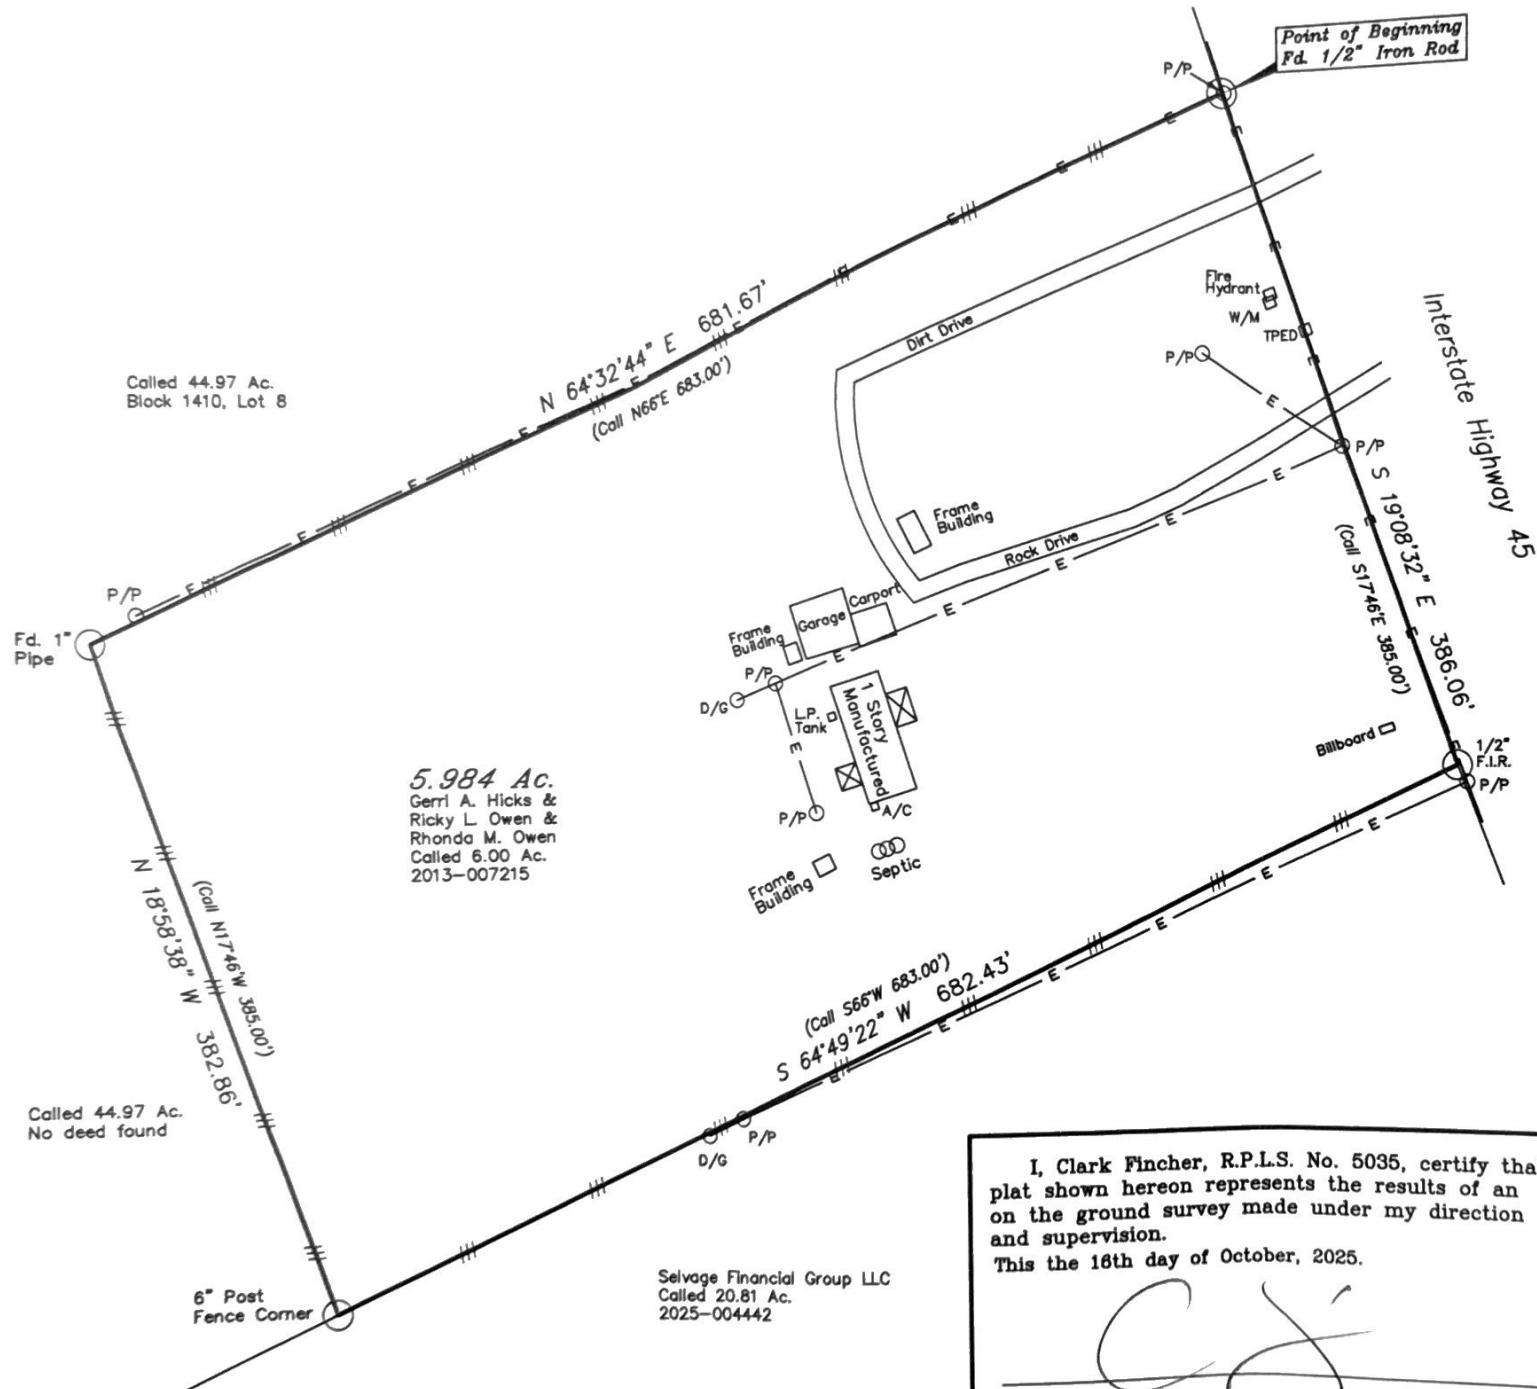 Point of Beginning
Fd. 1/2" Iron Rod
P/P
Fire
Hydrant
W/M
TPED
P/P
P/P
Interstate Highway 45
Dirt Drive
N 64°32'44" E 681.67'
(Call N66°E 683.00')
Called 44.97 Ac.
Block 1410, Lot 8
S 19°08'32" E 386.06'
(Call S17°46'E 385.00')
Frame
Building
Rock Drive
P/P
Fd. 1"
Pipe
Carport
Garage
Frame
Building
P/P
D/G
L.P.
Tank
1 Story
Manufactured
A/C
P/P
Septic
Frame
Building
Billboard
1/2"
F.I.R.
P/P
5.984 Ac.
Gerri A. Hicks &
Ricky L. Owen &
Rhonda M. Owen
Called 6.00 Ac.
2013-007215
N 18°58'38" W 382.86'
(Call N17°46'W 385.00')
(Call S66°W 683.00')
S 64°49'22" W 682.43'
Called 44.97 Ac.
No deed found
P/P
D/G
6" Post
Fence Corner
Selvage Financial Group LLC
Called 20.81 Ac.
2025-004442
I, Clark Fincher, R.P.L.S. No. 5035, certify tha
plat shown hereon represents the results of an
on the ground survey made under my direction
and supervision.
This the 16th day of October, 2025.
E E E E E E E E E E E E E E E E E E E E E E E E E E E E E